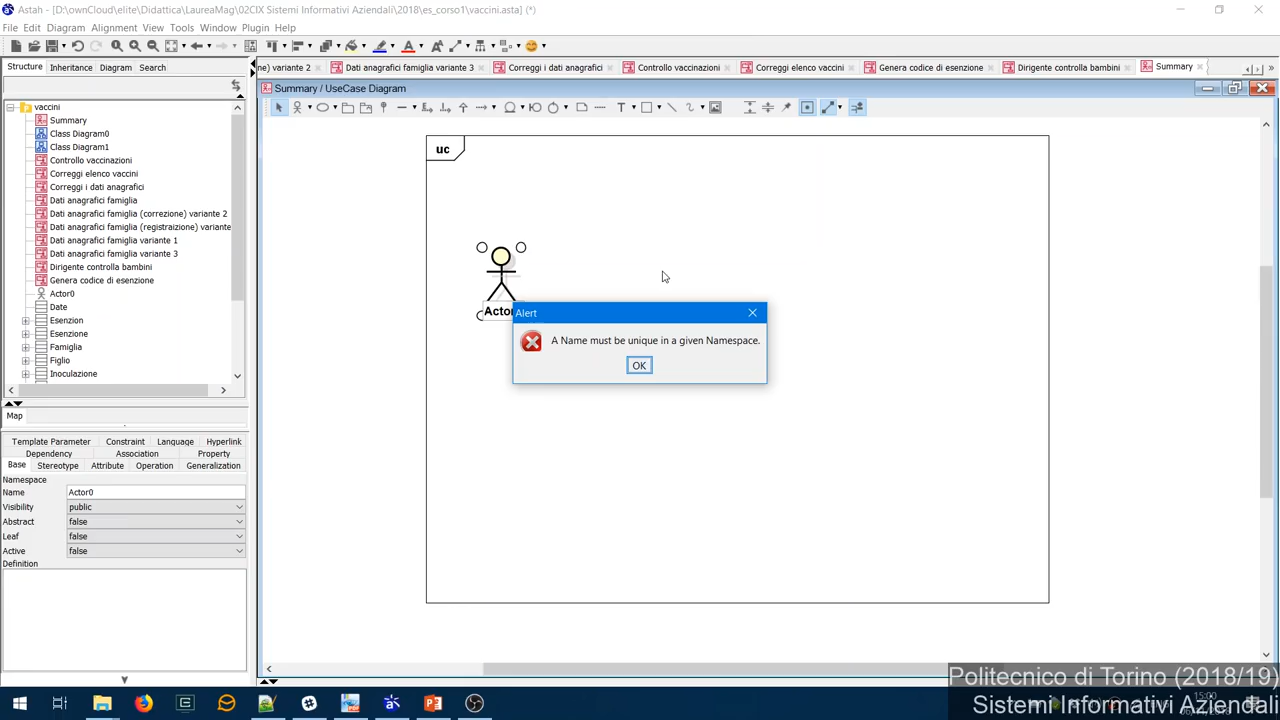 Astah - [D:\ownCloud\elite\Didattica\LaureaMag\02CIX Sistemi Informativi Aziendali\2018\es_corso1\vaccini.asta] (*)
File Edit Diagram Alignment View Tools Window Plugin Help
Structure Inheritance Diagram Search
variante 2 Dati anagrafici famiglia variante 3 Correggi i dati anagrafici Controllo vaccinazioni Correggi elenco vaccini Genera codice di esenzione Dirigente controlla bambini Summary
Summary / UseCase Diagram
vaccini
Summary
Class Diagram0
Class Diagram1
Controllo vaccinazioni
Correggi elenco vaccini
Correggi i dati anagrafici
Dati anagrafici famiglia
Dati anagrafici famiglia (correzione) variante 2
Dati anagrafici famiglia (registraizione) variante
Dati anagrafici famiglia variante 1
Dati anagrafici famiglia variante 3
Dirigente controlla bambini
Genera codice di esenzione
Actor0
Date
Esenzion
Esenzione
Famiglia
Figlio
Inoculazione
uc
Acto
Alert
A Name must be unique in a given Namespace.
OK
Map
Template Parameter Constraint Language Hyperlink
Dependency Association Property
Base Stereotype Attribute Operation Generalization
Namespace
Name Actor0
Visibility public
Abstract false
Leaf false
Active false
Definition
Politecnico di Torino (2018/19)
Sistemi Informativi Aziendali
15:00